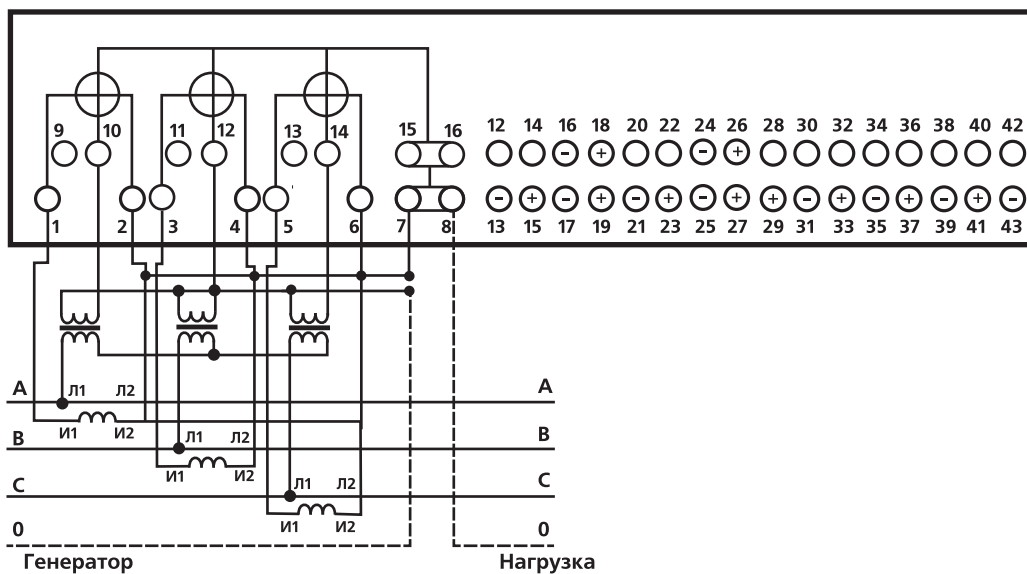 12 14 16 18 20 22 24 26 28 30 32 34 36 38 40 42
9 10 11 12 13 14 15 16
- + - +
- + - + - + - + + - + - + - + -
1 2 3 4 5 6 7 8 13 15 17 19 21 23 25 27 29 31 33 35 37 39 41 43
A Л1 Л2 A
И1 И2
B Л1 Л2 B
И1 И2
C Л1 Л2 C
И1 И2
0 0
Генератор Нагрузка